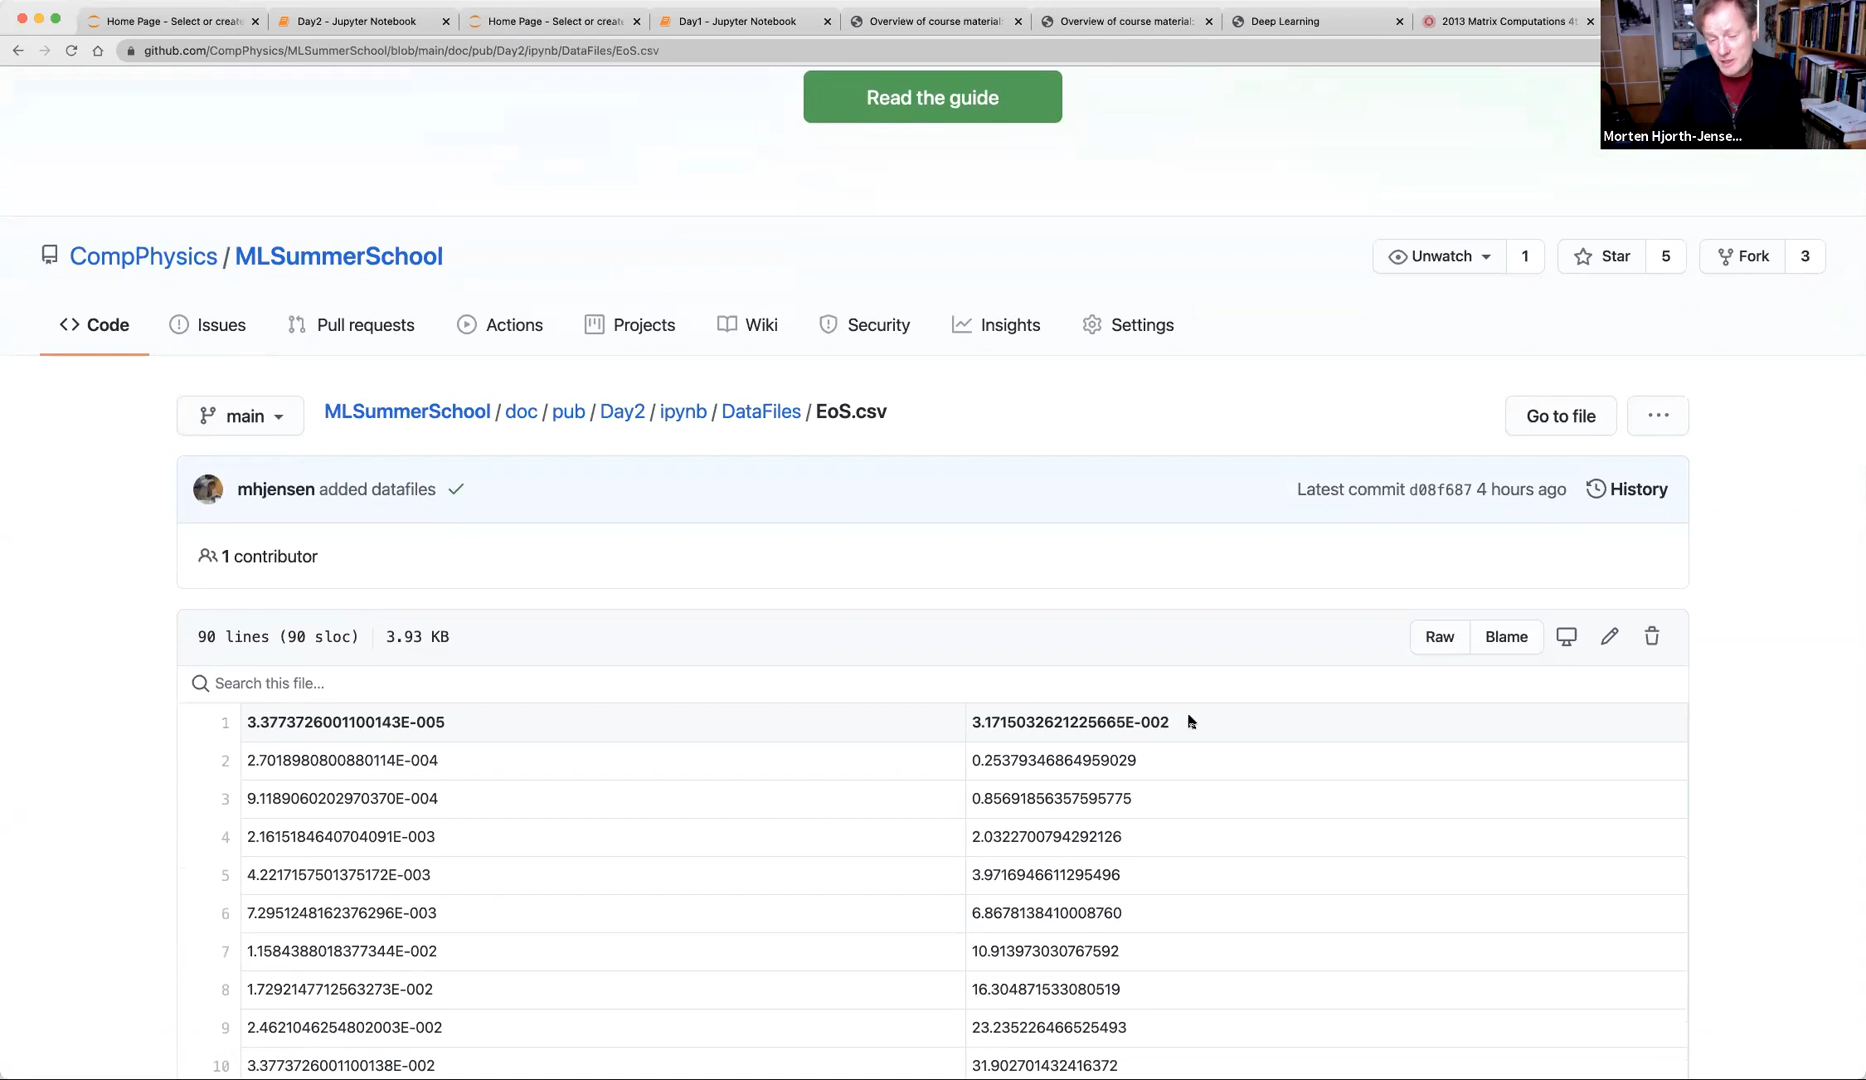 Home Page - Select or create
Day2 - Jupyter Notebook
Home Page - Select or create
Day1 - Jupyter Notebook
Overview of course material:
Overview of course material:
Deep Learning
2013 Matrix Computations 4t
github.com/CompPhysics/MLSummerSchool/blob/main/doc/pub/Day2/ipynb/DataFiles/EoS.csv
Morten Hjorth-Jense...
Read the guide
CompPhysics / MLSummerSchool
Unwatch 1
Star 5
Fork 3
Code
Issues
Pull requests
Actions
Projects
Wiki
Security
Insights
Settings
main
MLSummerSchool / doc / pub / Day2 / ipynb / DataFiles / EoS.csv
Go to file
...
mhjensen added datafiles
Latest commit d08f687 4 hours ago
History
1 contributor
90 lines (90 sloc) 3.93 KB
Raw
Blame
Search this file...
1 3.3773726001100143E-005 3.1715032621225665E-002
2 2.7018980800880114E-004 0.25379346864959029
3 9.1189060202970370E-004 0.85691856357595775
4 2.1615184640704091E-003 2.0322700794292126
5 4.2217157501375172E-003 3.9716946611295496
6 7.2951248162376296E-003 6.8678138410008760
7 1.1584388018377344E-002 10.913973030767592
8 1.7292147712563273E-002 16.304871533080519
9 2.4621046254802003E-002 23.235226466525493
10 3.3773726001100138E-002 31.902701432416372